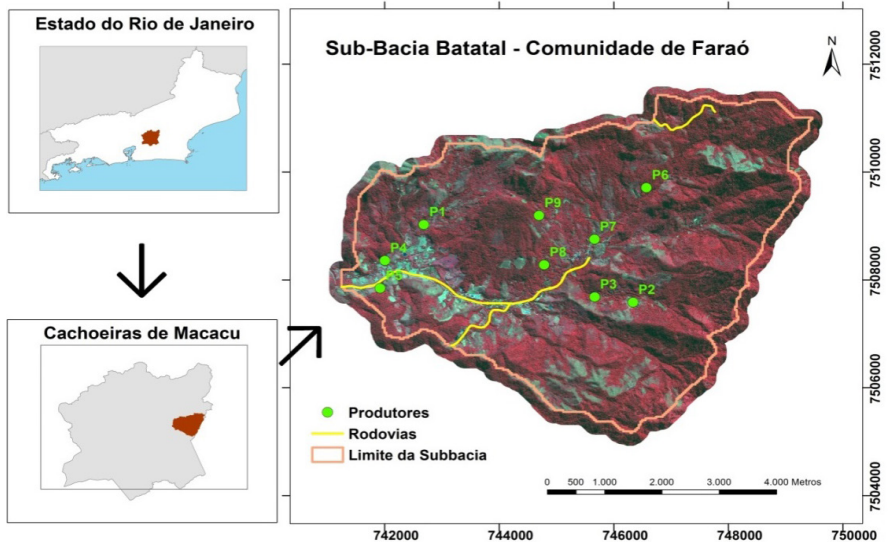 Estado do Rio de Janeiro
Cachoeiras de Macacu
Sub-Bacia Batatal - Comunidade de Faraó
N
P6
P1
P9
P7
P4
P8
P3
P2
Produtores
Rodovias
Limite da Subbacia
0 500 1.000 2.000 3.000 4.000 Metros
742000 744000 746000 748000 750000
7512000
7510000
7508000
7506000
7504000